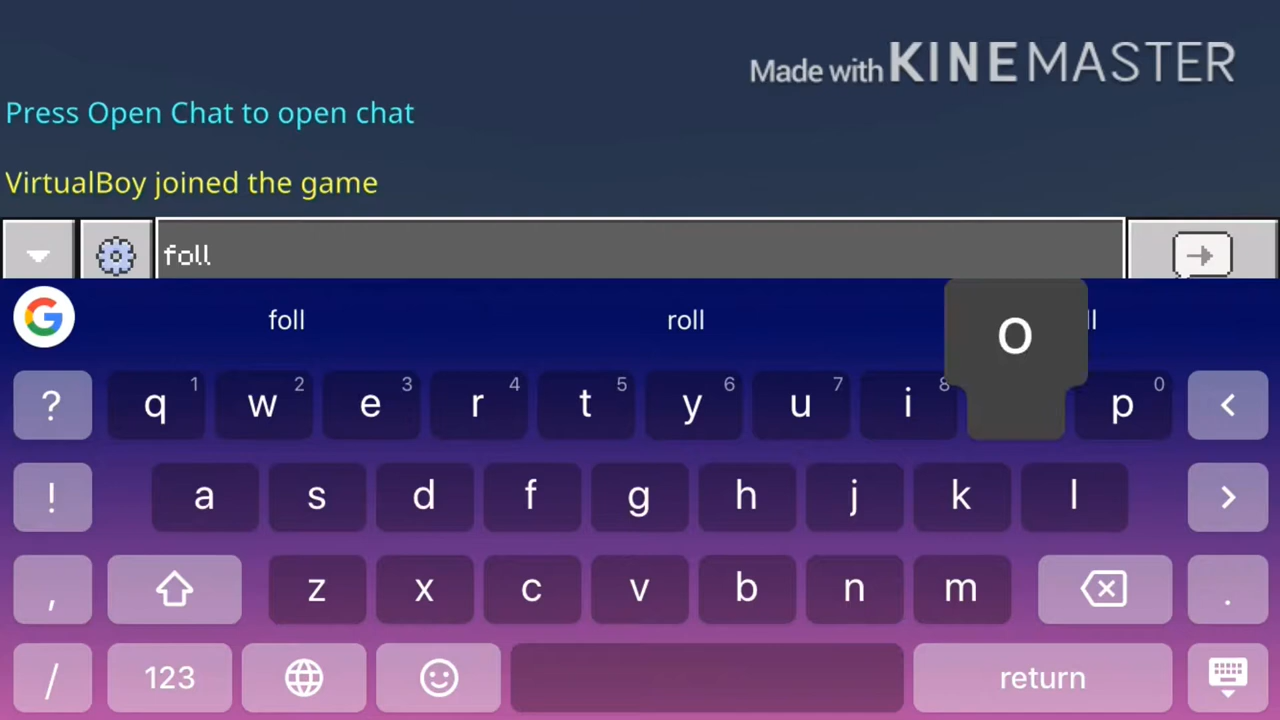 Made with KINEMASTER
Press Open Chat to open chat
VirtualBoy joined the game
foll
foll roll ll
o
? q 1 w 2 e 3 r 4 t 5 y 6 u 7 i 8 p 0 <
! a s d f g h j k l >
, z x c v b n m .
/ 123 return